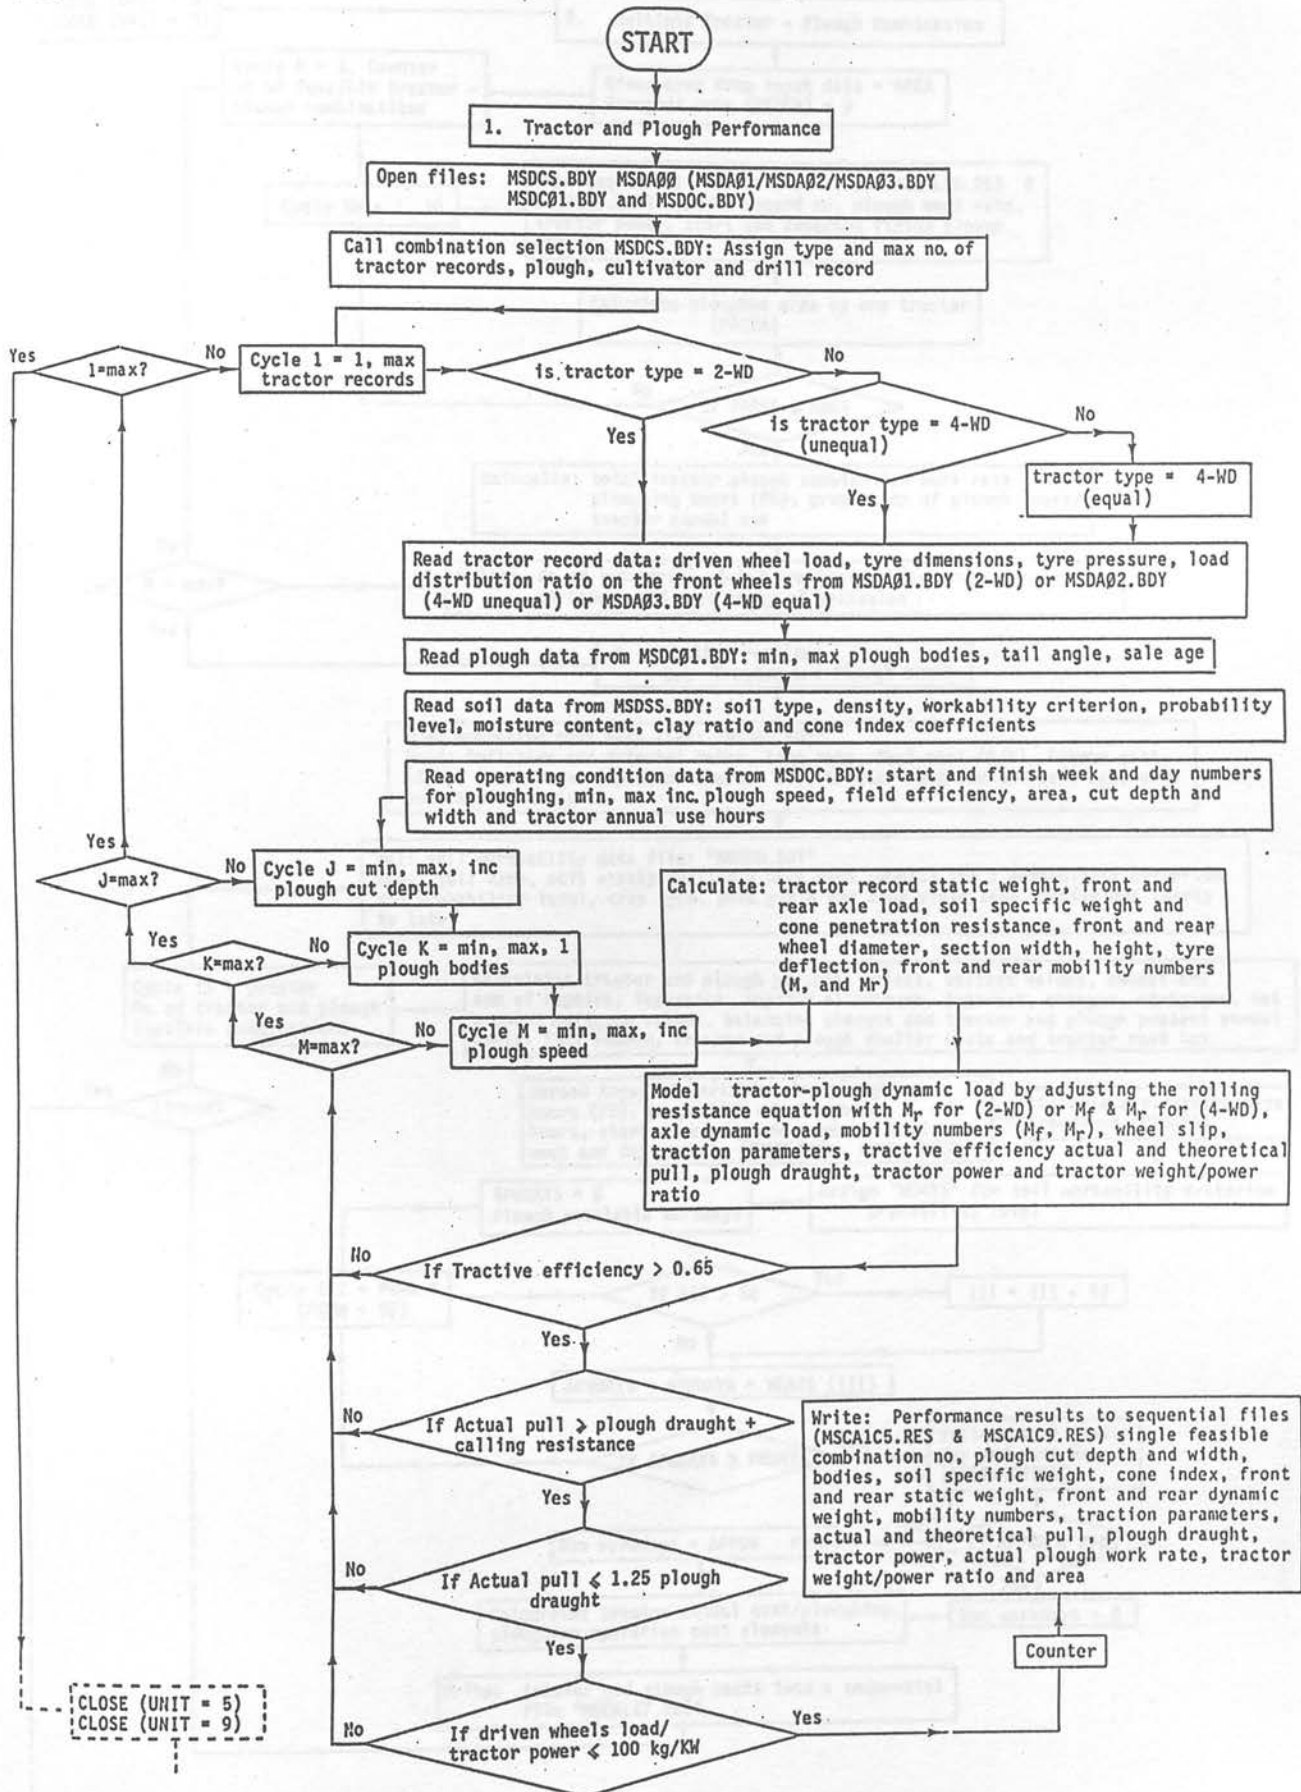 START
1. Tractor and Plough Performance
Open files: MSDCS.BDY MSDAØØ (MSDAØ1/MSDAØ2/MSDAØ3.BDY
MSDCØ1.BDY and MSDOC.BDY)
Call combination selection MSDCS.BDY: Assign type and max no. of
tractor records, plough, cultivator and drill record
Yes
1=max?
No
Cycle 1 = 1, max
tractor records
is tractor type = 2-WD
No
Yes
is tractor type = 4-WD
(unequal)
No
Yes
tractor type = 4-WD
(equal)
Read tractor record data: driven wheel load, tyre dimensions, tyre pressure, load
distribution ratio on the front wheels from MSDAØ1.BDY (2-WD) or MSDAØ2.BDY
(4-WD unequal) or MSDAØ3.BDY (4-WD equal)
Read plough data from MSDCØ1.BDY: min, max plough bodies, tail angle, sale age
Read soil data from MSDSS.BDY: soil type, density, workability criterion, probability
level, moisture content, clay ratio and cone index coefficients
Read operating condition data from MSDOC.BDY: start and finish week and day numbers
for ploughing, min, max inc. plough speed, field efficiency, area, cut depth and
width and tractor annual use hours
Yes
J=max?
No
Cycle J = min, max, inc
plough cut depth
Yes
K=max?
No
Cycle K = min, max, 1
plough bodies
Yes
M=max?
No
Cycle M = min, max, inc
plough speed
Calculate: tractor record static weight, front and
rear axle load, soil specific weight and
cone penetration resistance, front and rear
wheel diameter, section width, height, tyre
deflection, front and rear mobility numbers
(M, and Mr)
Model tractor-plough dynamic load by adjusting the rolling
resistance equation with Mr for (2-WD) or Mf & Mr for (4-WD),
axle dynamic load, mobility numbers (Mf, Mr), wheel slip,
traction parameters, tractive efficiency actual and theoretical
pull, plough draught, tractor power and tractor weight/power
ratio
No
If Tractive efficiency > 0.65
Yes
No
If Actual pull ⩾ plough draught +
calling resistance
Yes
No
If Actual pull ⩽ 1.25 plough
draught
Yes
No
If driven wheels load/
tractor power ⩽ 100 kg/KW
Yes
Counter
Write: Performance results to sequential files
(MSCA1C5.RES & MSCA1C9.RES) single feasible
combination no, plough cut depth and width,
bodies, soil specific weight, cone index, front
and rear static weight, front and rear dynamic
weight, mobility numbers, traction parameters,
actual and theoretical pull, plough draught,
tractor power, actual plough work rate, tractor
weight/power ratio and area
CLOSE (UNIT = 5)
CLOSE (UNIT = 9)